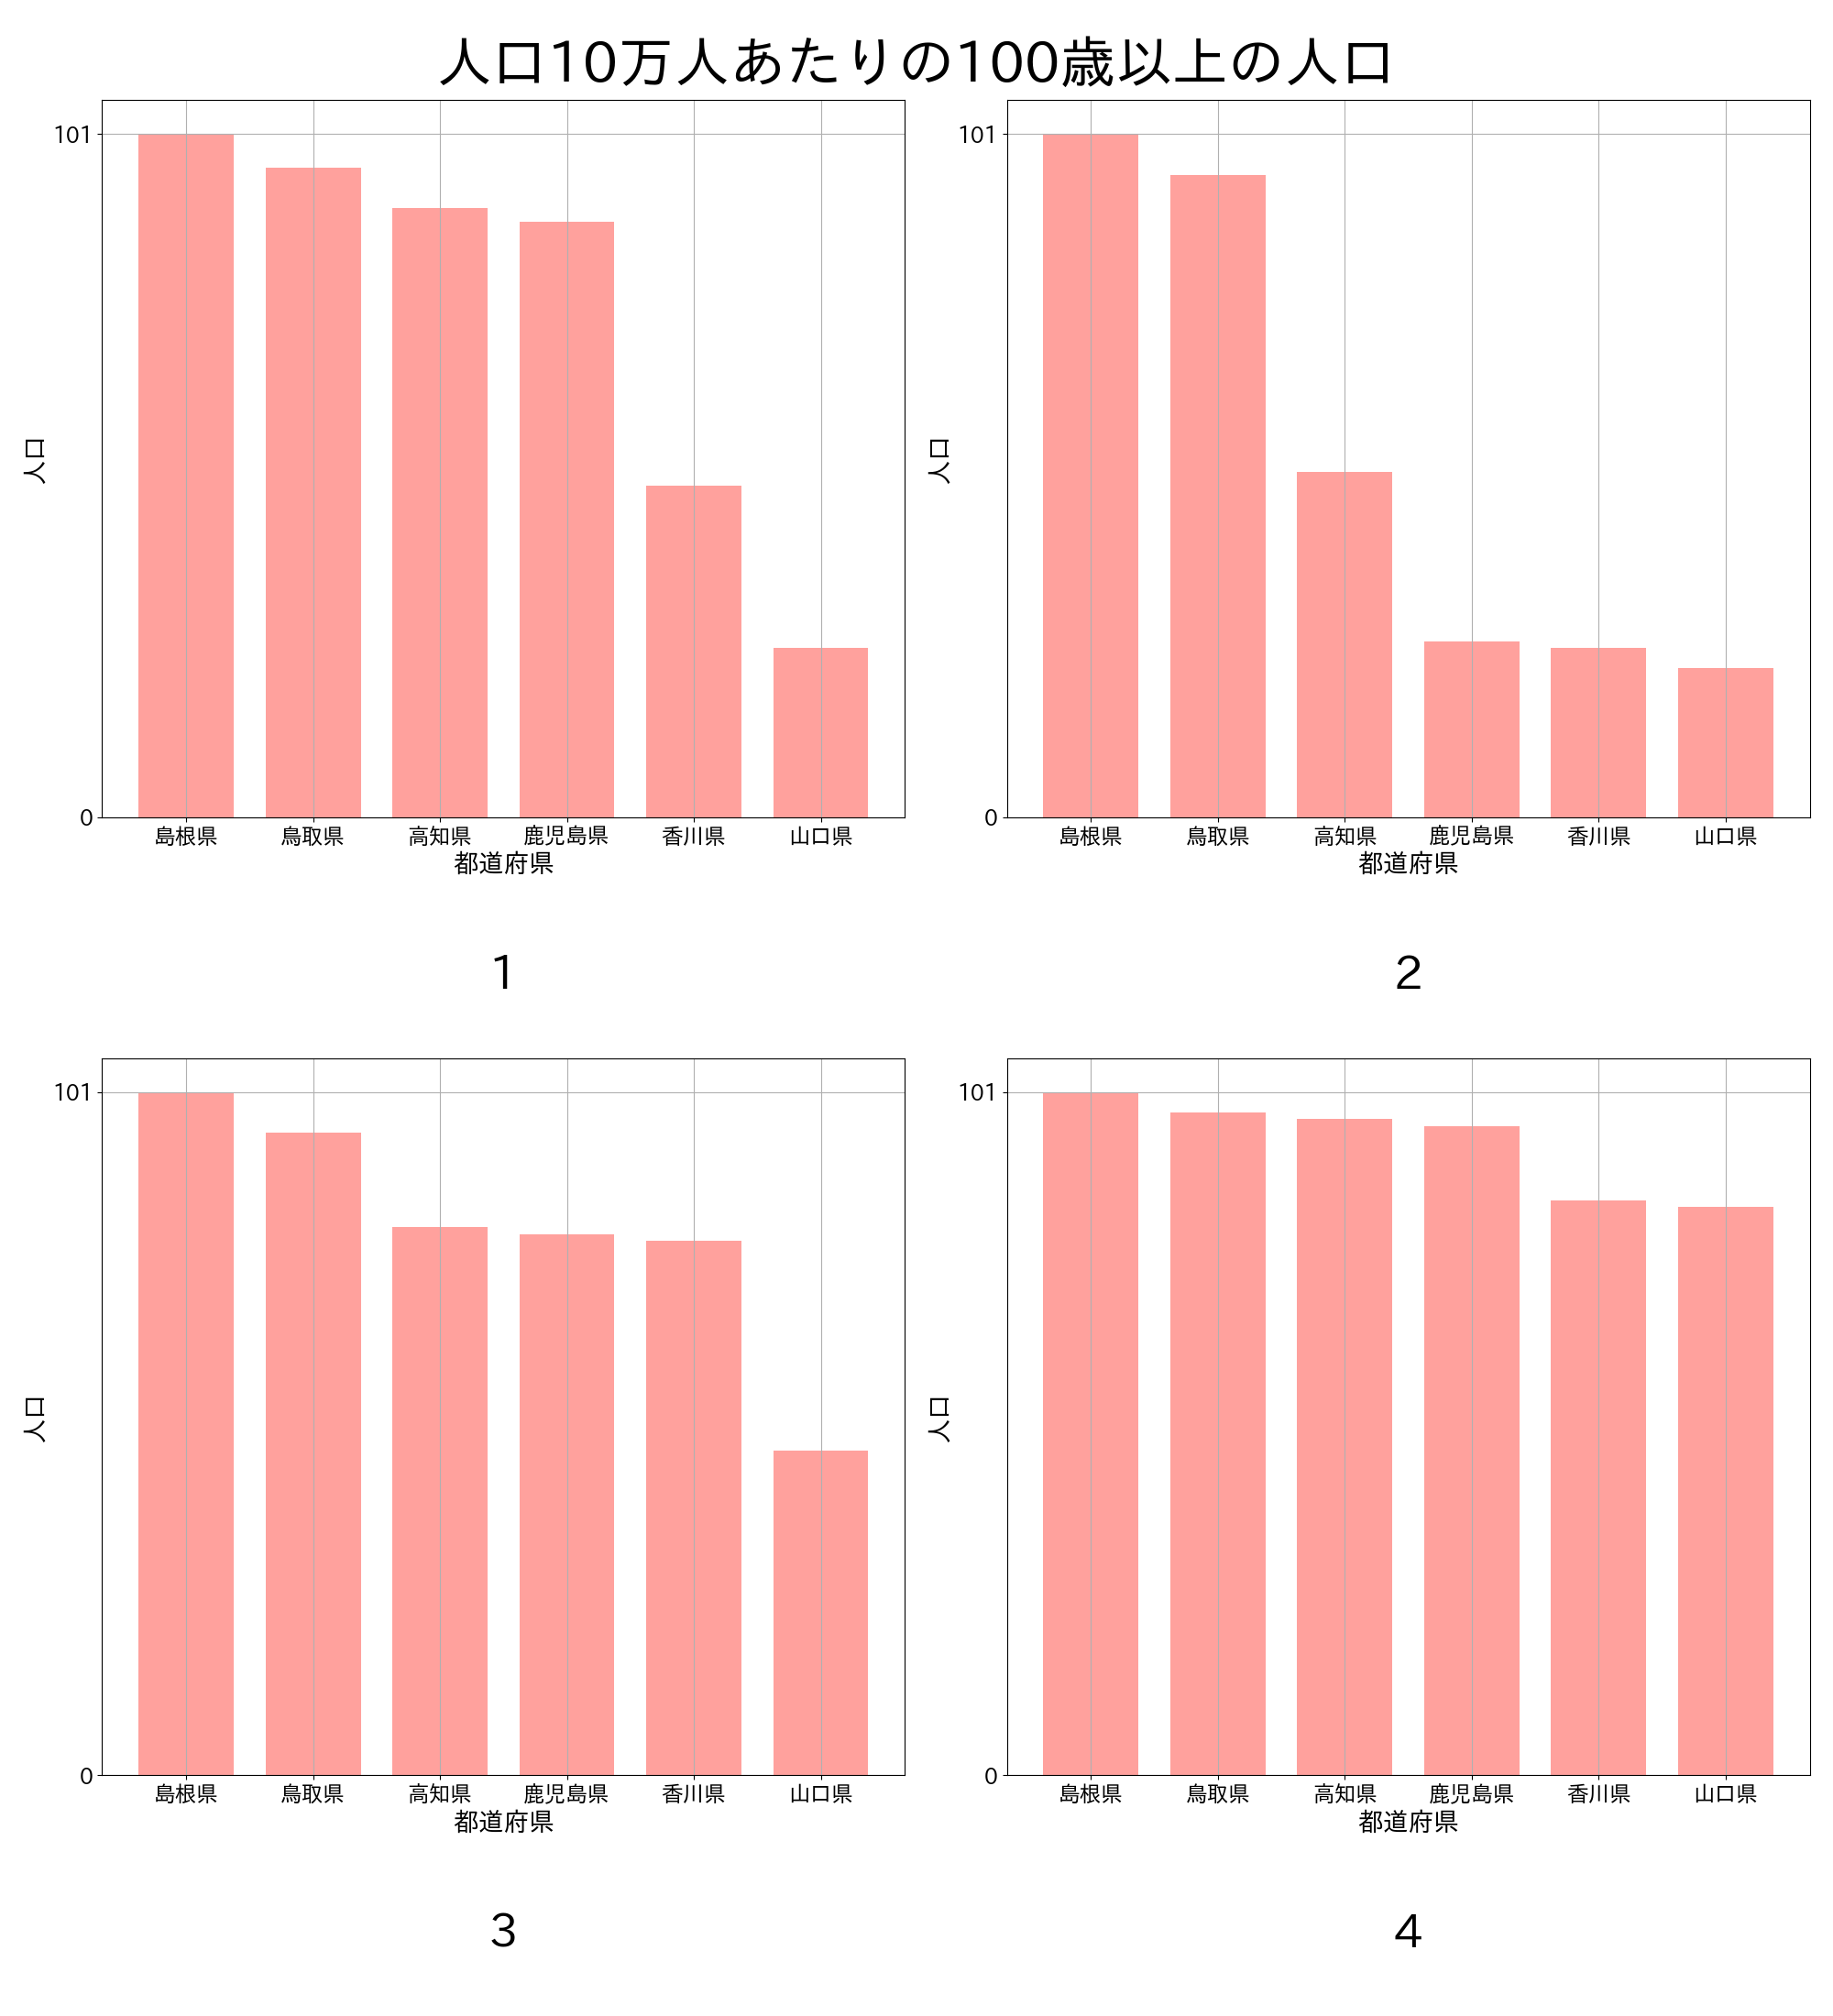 人口10万人あたりの100歳以上の人口
101
0
人口
島根県 鳥取県 高知県 鹿児島県 香川県 山口県
都道府県
1
101
0
人口
島根県 鳥取県 高知県 鹿児島県 香川県 山口県
都道府県
2
101
0
人口
島根県 鳥取県 高知県 鹿児島県 香川県 山口県
都道府県
3
101
0
人口
島根県 鳥取県 高知県 鹿児島県 香川県 山口県
都道府県
4